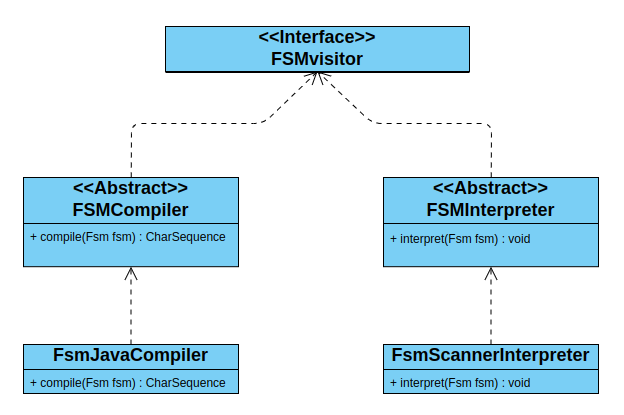 <<Interface>>
FSMvisitor
<<Abstract>>
FSMCompiler
+ compile(Fsm fsm) : CharSequence
<<Abstract>>
FSMInterpreter
+ interpret(Fsm fsm) : void
FsmJavaCompiler
+ compile(Fsm fsm) : CharSequence
FsmScannerInterpreter
+ interpret(Fsm fsm) : void